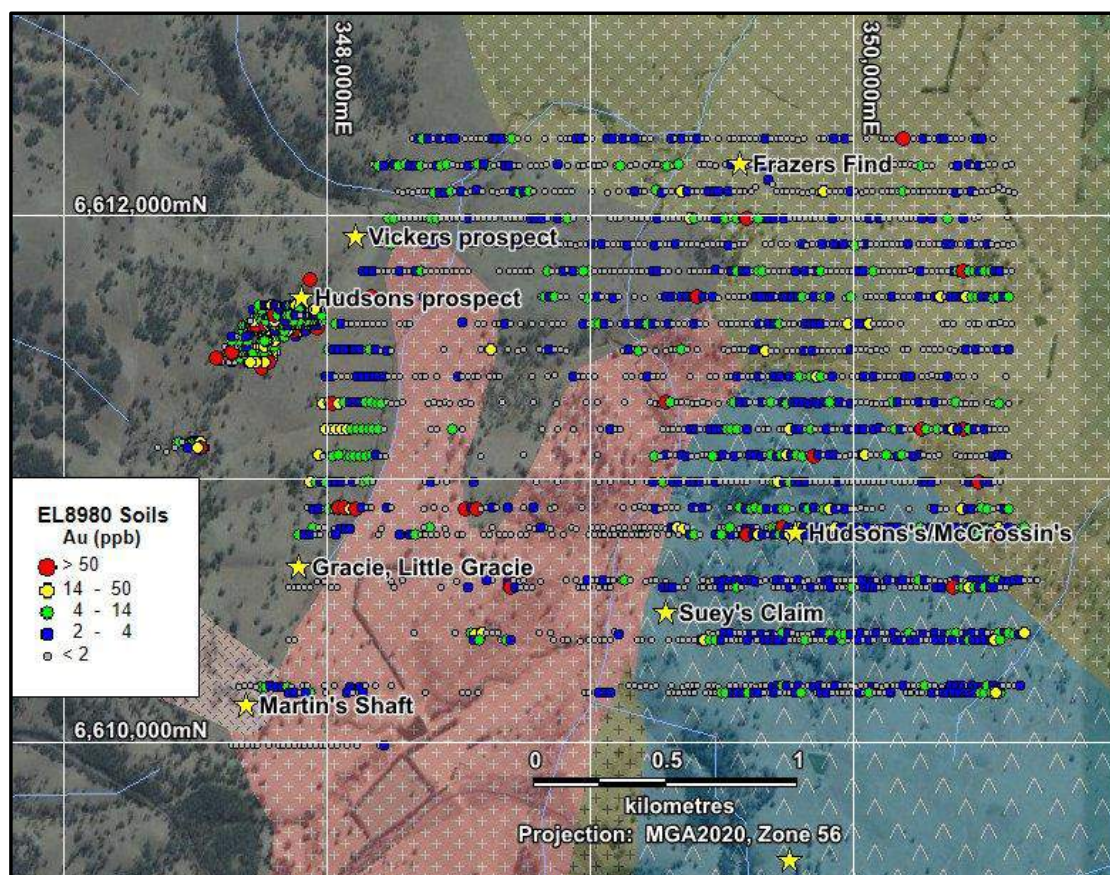 348,000mE
350,000mE
Frazers Find
6,612,000mN
Vickers prospect
Hudsons prospect
EL8980 Soils
Au (ppb)
> 50
14 - 50
4 - 14
2 - 4
< 2
Hudsons's/McCrossin's
Gracie, Little Gracie
Suey's Claim
Martin's Shaft
6,610,000mN
0 0.5 1
kilometres
Projection: MGA2020, Zone 56